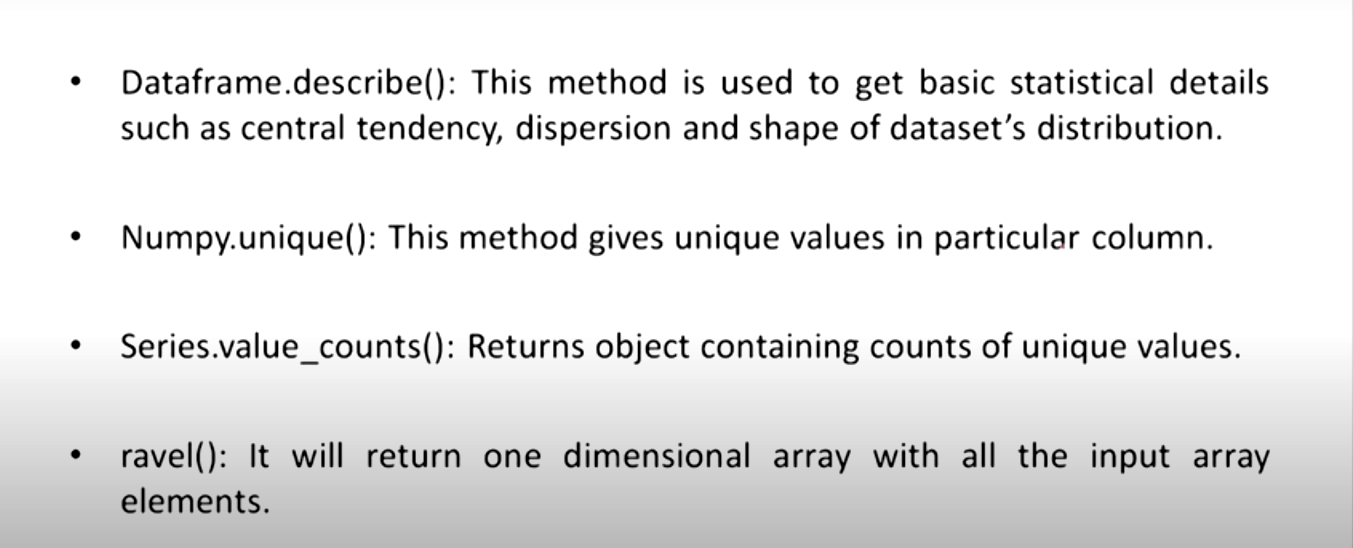 • Dataframe.describe(): This method is used to get basic statistical details
such as central tendency, dispersion and shape of dataset’s distribution.
• Numpy.unique(): This method gives unique values in particular column.
• Series.value_counts(): Returns object containing counts of unique values.
• ravel(): It will return one dimensional array with all the input array
elements.